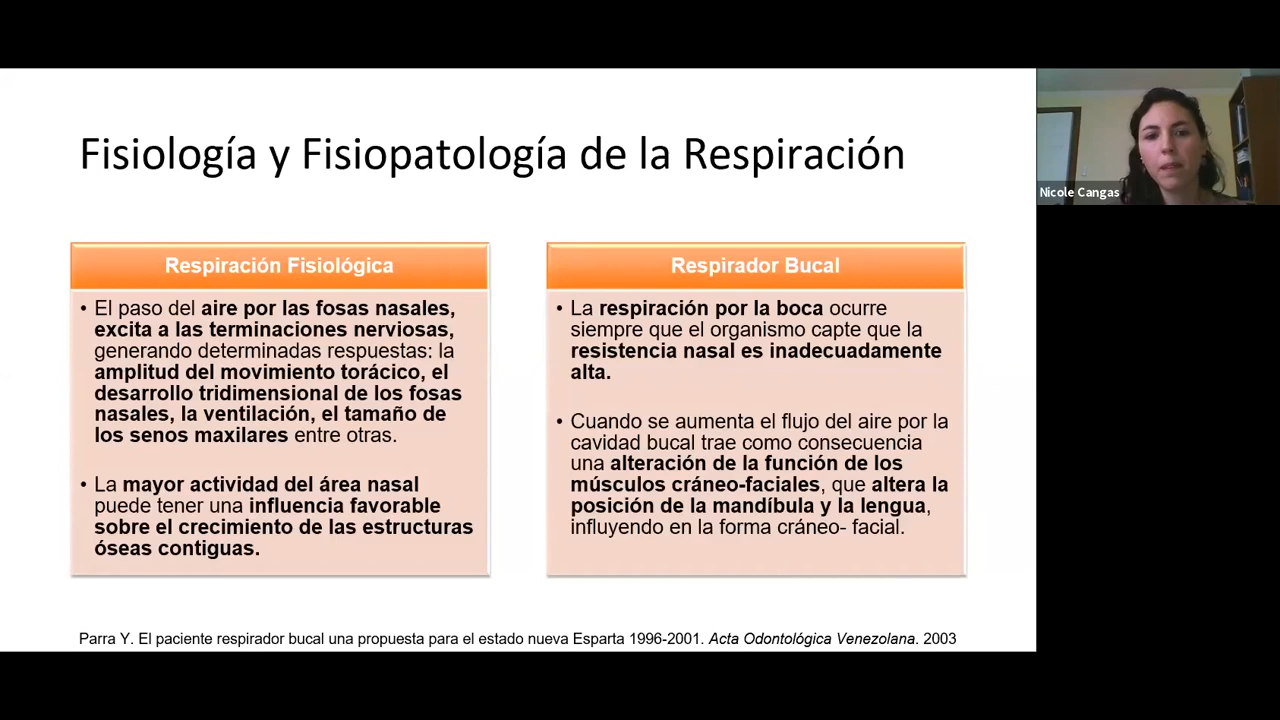 Fisiología y Fisiopatología de la Respiración
Nicole Cangas
Respiración Fisiológica
• El paso del aire por las fosas nasales,
excita a las terminaciones nerviosas,
generando determinadas respuestas: la
amplitud del movimiento torácico, el
desarrollo tridimensional de los fosas
nasales, la ventilación, el tamaño de
los senos maxilares entre otras.
• La mayor actividad del área nasal
puede tener una influencia favorable
sobre el crecimiento de las estructuras
óseas contiguas.
Respirador Bucal
• La respiración por la boca ocurre
siempre que el organismo capte que la
resistencia nasal es inadecuadamente
alta.
• Cuando se aumenta el flujo del aire por la
cavidad bucal trae como consecuencia
una alteración de la función de los
músculos cráneo-faciales, que altera la
posición de la mandíbula y la lengua,
influyendo en la forma cráneo- facial.
Parra Y. El paciente respirador bucal una propuesta para el estado nueva Esparta 1996-2001. Acta Odontológica Venezolana. 2003